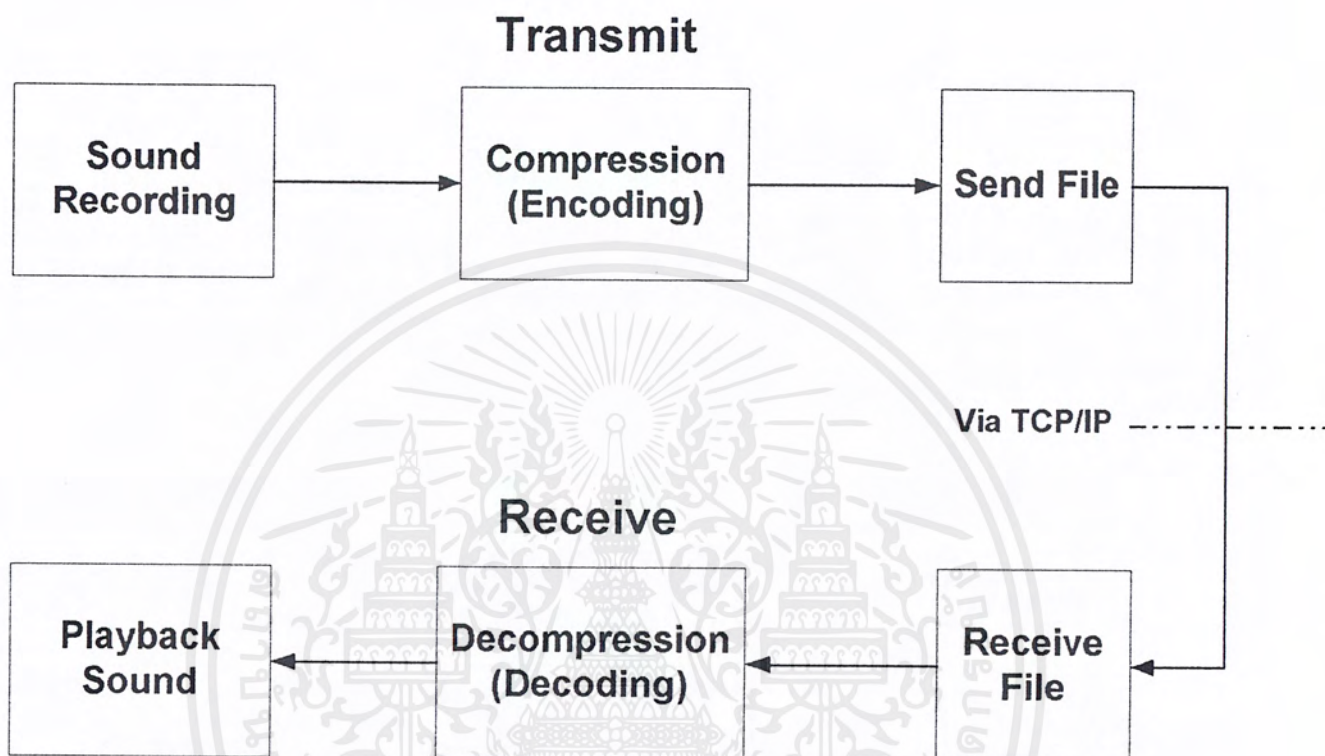 Transmit
Sound
Recording
Compression
(Encoding)
Send File
Via TCP/IP
Receive
Playback
Sound
Decompression
(Decoding)
Receive
File